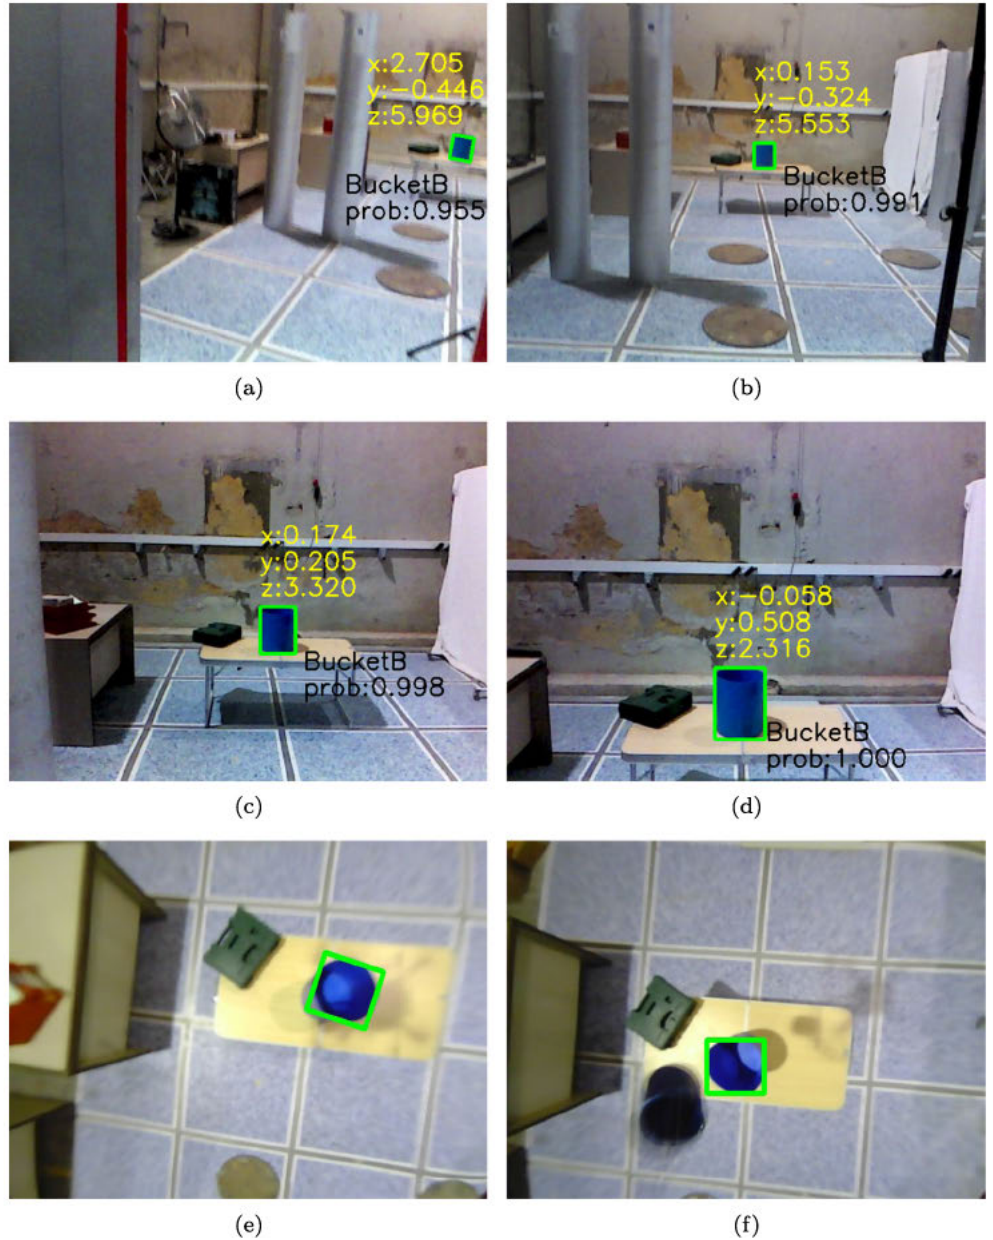 x:2.705
y:-0.446
z:5.969
BucketB
prob:0.955
(a)
x:0.153
y:-0.324
z:5.553
BucketB
prob:0.991
(b)
x:0.174
y:0.205
z:3.320
BucketB
prob:0.998
(c)
x:-0.058
y:0.508
z:2.316
BucketB
prob:1.000
(d)
(e)
(f)